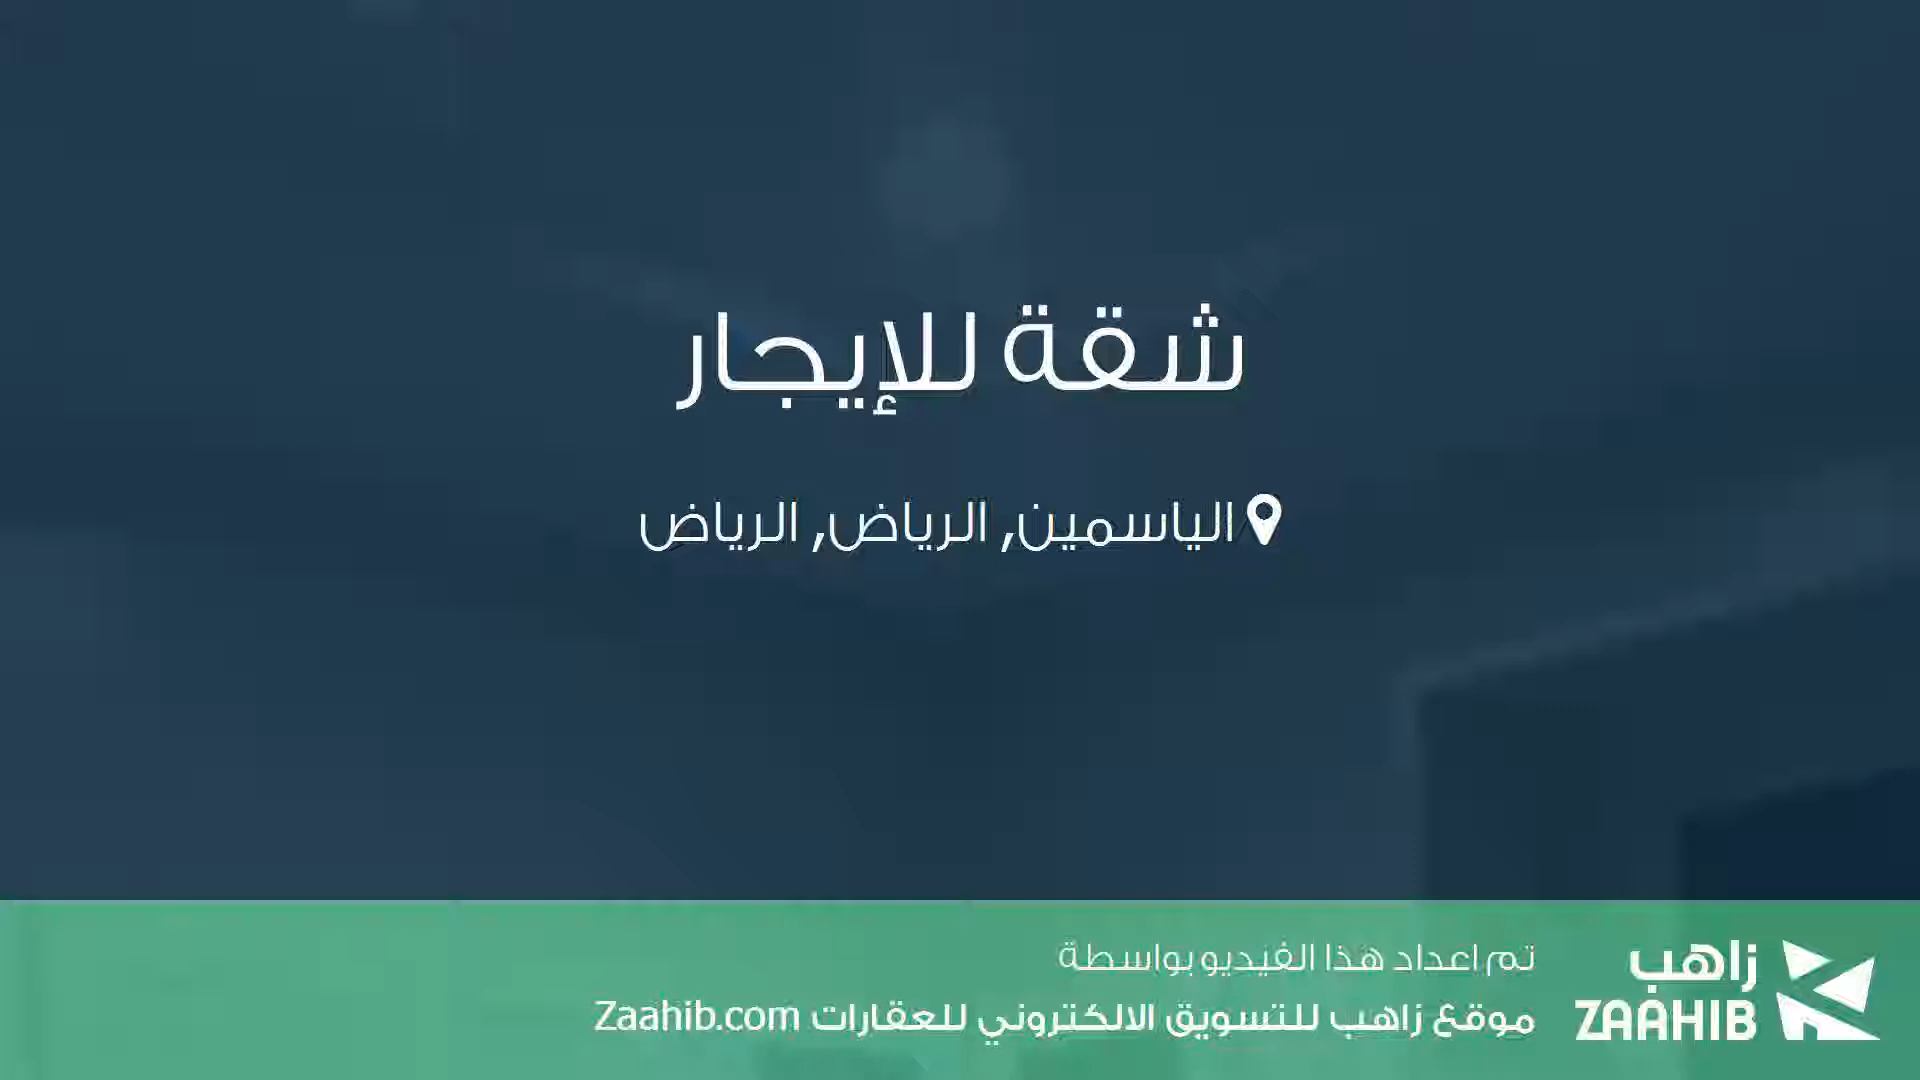 شقة للإيجار
الياسمين, الرياض, الرياض
تم اعداد هذا الفيديو بواسطة
موقع زاهب للتسويق الالكتروني للعقارات Zaahib.com
زاهب
ZAAHIB